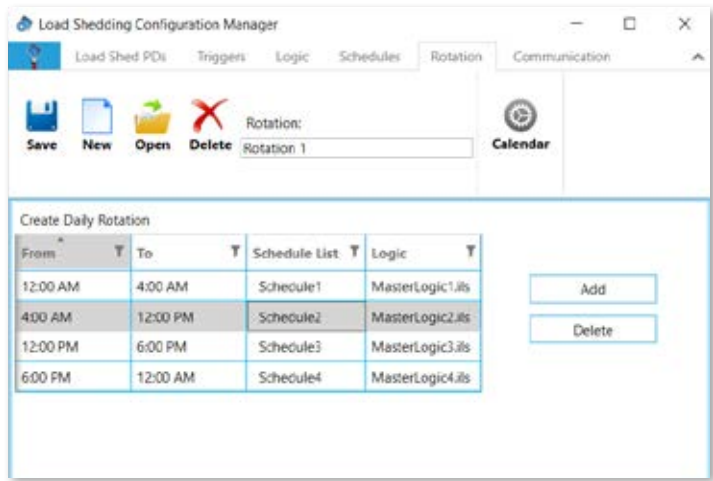 Load Shedding Configuration Manager
Load Shed PDs Triggers Logic Schedules Rotation Communication
Rotation:
Save New Open Delete Rotation 1 Calendar
Create Daily Rotation
From To Schedule List Logic
12:00 AM 4:00 AM Schedule1 MasterLogic1.ils
Add
4:00 AM 12:00 PM Schedule2 MasterLogic2.ils
Delete
12:00 PM 6:00 PM Schedule3 MasterLogic3.ils
6:00 PM 12:00 AM Schedule4 MasterLogic4.ils